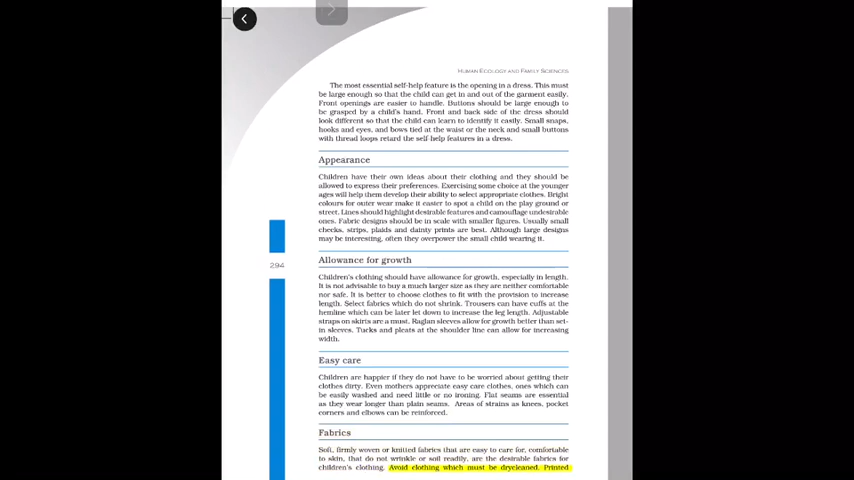 HUMAN ECOLOGY AND FAMILY SCIENCES
The most essential self-help feature is the opening in a dress. This must
be large enough so that the child can get in and out of the garment easily.
Front openings are easier to handle. Buttons should be large enough to
be grasped by a child's hand. Front and back side of the dress should
look different so that the child can learn to identify it easily. Small snaps,
hooks and eyes, and bows tied at the waist or the neck and small buttons
with thread loops retard the self-help features in a dress.
Appearance
Children have their own ideas about their clothing and they should be
allowed to express their preferences. Exercising some choice at the younger
ages will help them develop their ability to select appropriate clothes. Bright
colours for outer wear make it easier to spot a child on the play ground or
street. Lines should highlight desirable features and camouflage undesirable
ones. Fabric designs should be in scale with smaller figures. Usually small
checks, strips, plaids and dainty prints are best. Although large designs
may be interesting, often they overpower the small child wearing it.
294
Allowance for growth
Children's clothing should have allowance for growth, especially in length.
It is not advisable to buy a much larger size as they are neither comfortable
nor safe. It is better to choose clothes to fit with the provision to increase
length. Select fabrics which do not shrink. Trousers can have cuffs at the
hemline which can be later let down to increase the leg length. Adjustable
straps on skirts are a must. Raglan sleeves allow for growth better than set-
in sleeves. Tucks and pleats at the shoulder line can allow for increasing
width.
Easy care
Children are happier if they do not have to be worried about getting their
clothes dirty. Even mothers appreciate easy care clothes, ones which can
be easily washed and need little or no ironing. Flat seams are essential
as they wear longer than plain seams. Areas of strains as knees, pocket
corners and elbows can be reinforced.
Fabrics
Soft, firmly woven or knitted fabrics that are easy to care for, comfortable
to skin, that do not wrinkle or soil readily, are the desirable fabrics for
children's clothing. Avoid clothing which must be drycleaned. Printed